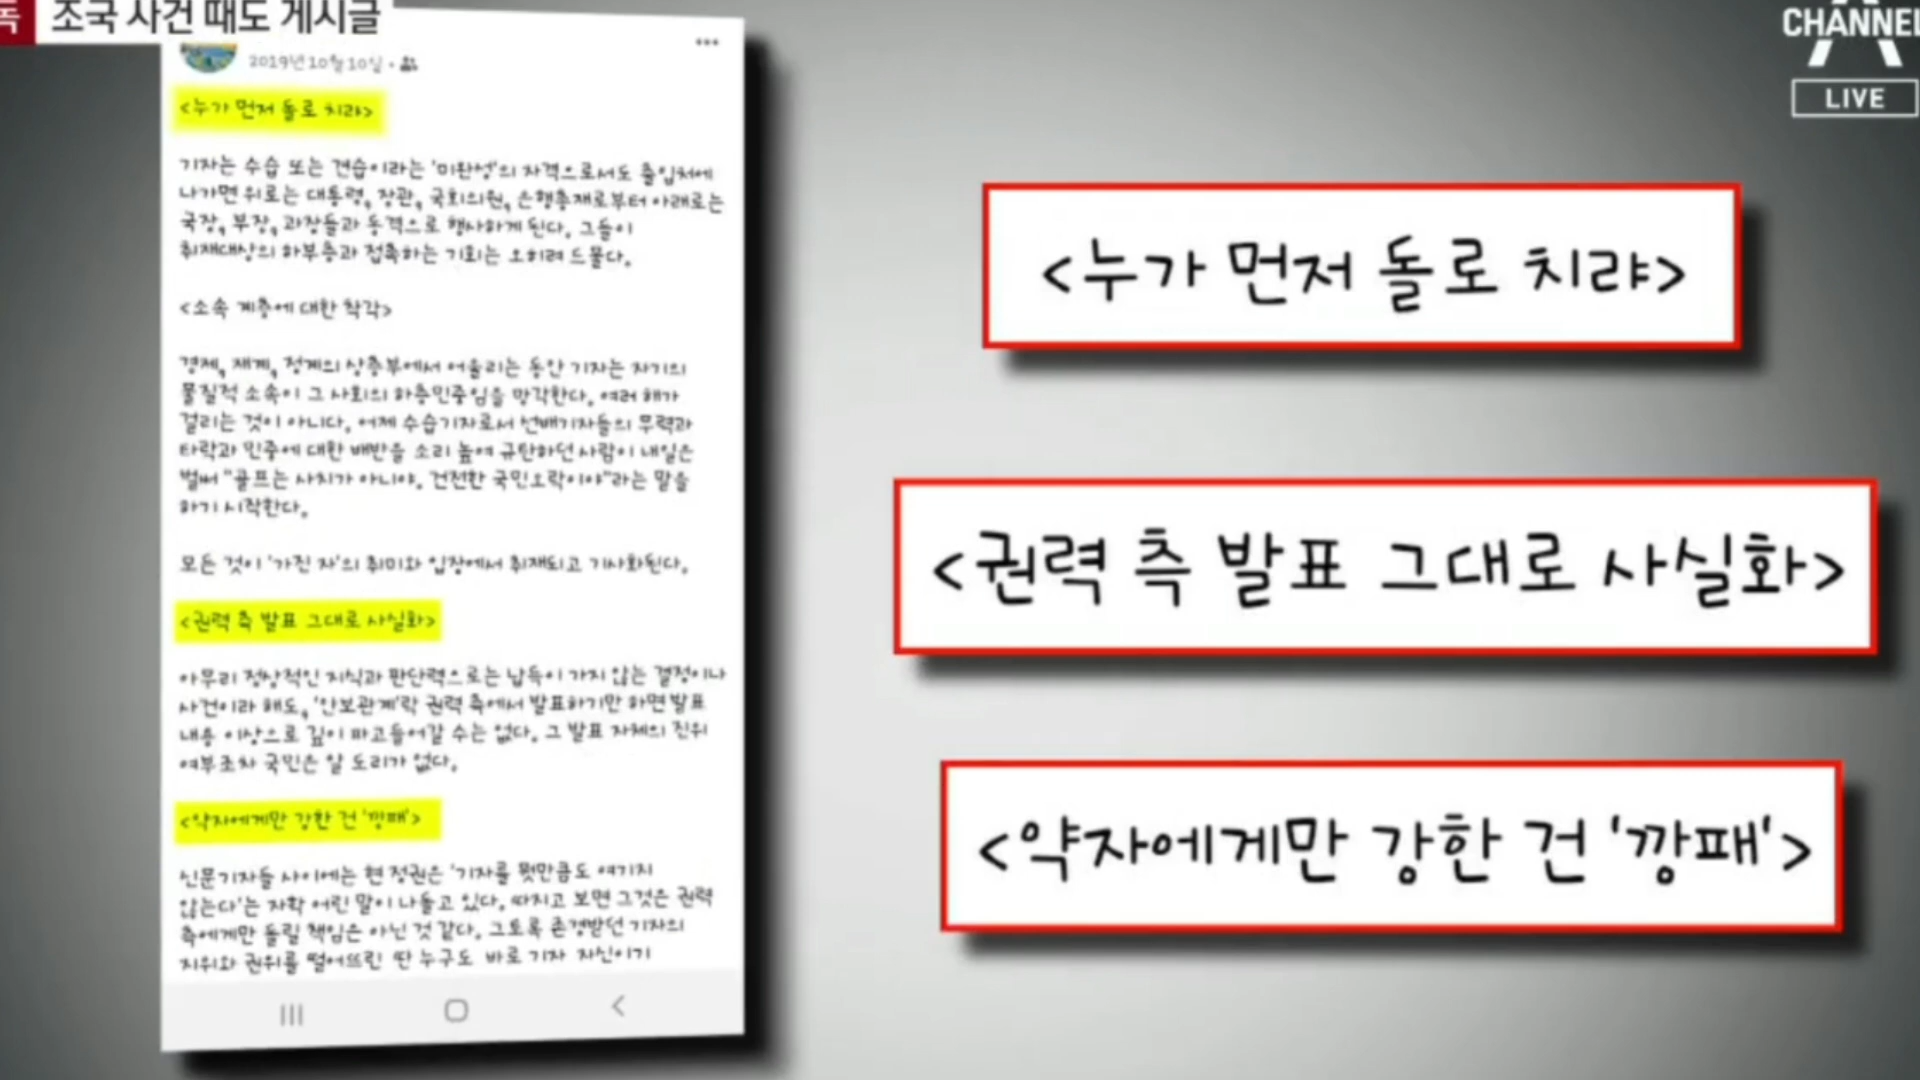 독 조국 사건 때도 게시글
CHANNEL A
LIVE
2019년 10월 10일
<누가 먼저 돌로 치랴>
기자는 수습 또는 견습이라는 '미완성'의 자격으로서도 출입처에
나가면 위로는 대통령, 장관, 국회의원, 은행총재로부터 아래로는
국장, 부장, 과장들과 동격으로 행사하게 된다. 그들이
취재대상의 하부층과 접촉하는 기회는 오히려 드물다.
<소속 계층에 대한 착각>
경제, 재계, 정계의 상층부에서 어울리는 동안 기자는 자기의
물질적 소속이 그 사회의 하층민중임을 망각한다. 여러 해가
걸리는 것이 아니다. 어제 수습기자로서 선배기자들의 무력과
타락과 민중에 대한 배반을 소리 높여 규탄하던 사람이 내일은
벌써 "골프는 사치가 아니야. 건전한 국민오락이야"라는 말을
하기 시작한다.
모든 것이 '가진 자'의 취미와 입장에서 취재되고 기사화된다.
<권력 측 발표 그대로 사실화>
아무리 정상적인 지식과 판단력으로는 납득이 가지 않는 결정이나
사건이라 해도, '안보관계'락 권력 측에서 발표하기만 하면 발표
내용 이상으로 깊이 파고들어갈 수는 없다. 그 발표 자체의 진위
여부조차 국민은 알 도리가 없다.
<약자에게만 강한 건 '깡패'>
신문기자들 사이에는 현 정권은 '기자를 뭣만큼도 여기지
않는다'는 자학 어린 말이 나돌고 있다. 따지고 보면 그것은 권력
측에게만 돌릴 책임은 아닌 것 같다. 그토록 존경받던 기자의
지위와 권위를 떨어뜨린 딴 누구도 바로 기자 자신이기
<누가 먼저 돌로 치랴>
<권력 측 발표 그대로 사실화>
<약자에게만 강한 건 '깡패'>